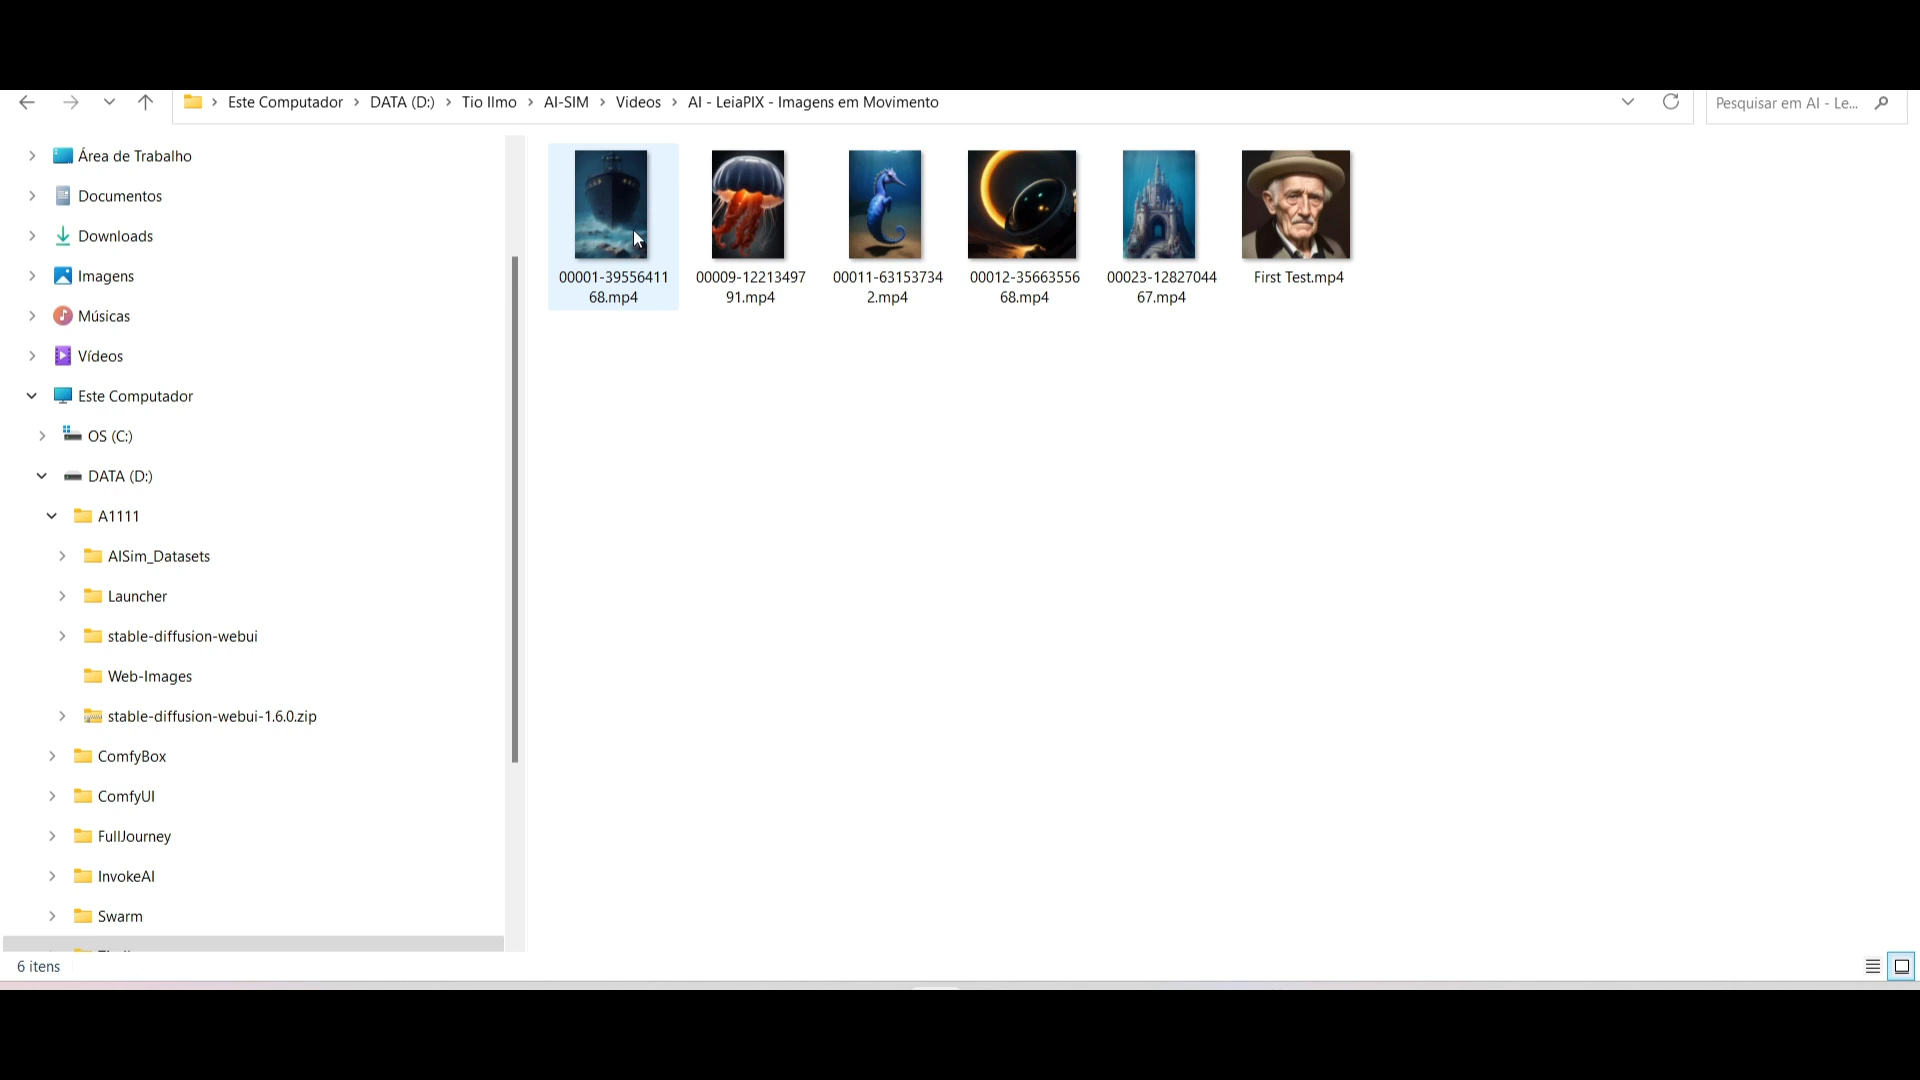 Este Computador > DATA (D:) > Tio Ilmo > AI-SIM > Videos > AI - LeiaPIX - Imagens em Movimento
Pesquisar em AI - Le...
Área de Trabalho
Documentos
Downloads
Imagens
Músicas
Vídeos
Este Computador
OS (C:)
DATA (D:)
A1111
AISim_Datasets
Launcher
stable-diffusion-webui
Web-Images
stable-diffusion-webui-1.6.0.zip
ComfyBox
ComfyUI
FullJourney
InvokeAI
Swarm
00001-39556411
68.mp4
00009-12213497
91.mp4
00011-63153734
2.mp4
00012-35663556
68.mp4
00023-12827044
67.mp4
First Test.mp4
6 itens